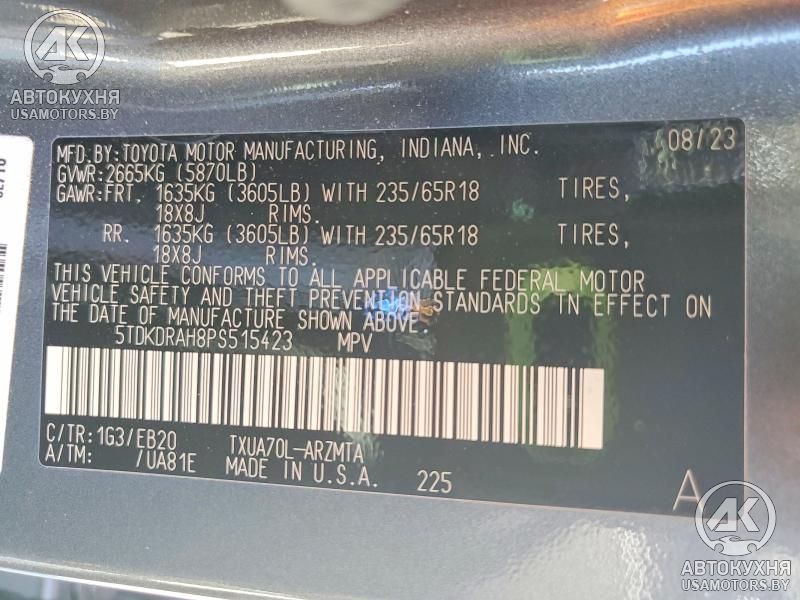 AK
АВТОКУХНЯ
USAMOTORS.BY
MFD.BY:TOYOTA MOTOR MANUFACTURING, INDIANA, INC. 08/23
GVWR:2665KG (5870LB)
GAWR:FRT. 1635KG (3605LB) WITH 235/65R18 TIRES,
18X8J RIMS.
RR. 1635KG (3605LB) WITH 235/65R18 TIRES,
18X8J RIMS.
THIS VEHICLE CONFORMS TO ALL APPLICABLE FEDERAL MOTOR
VEHICLE SAFETY AND THEFT PREVENTION STANDARDS IN EFFECT ON
THE DATE OF MANUFACTURE SHOWN ABOVE.
5TDKDRAH8PS515423 MPV
C/TR:1G3/EB20 TXUA70L-ARZMTA
A/TM: /UA81E MADE IN U.S.A. 225
A
AK
АВТОКУХНЯ
USAMOTORS.BY